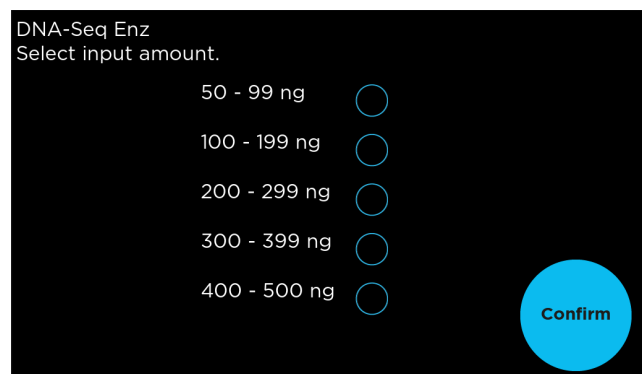 DNA-Seq Enz
Select input amount.
50 - 99 ng
100 - 199 ng
200 - 299 ng
300 - 399 ng
400 - 500 ng
Confirm